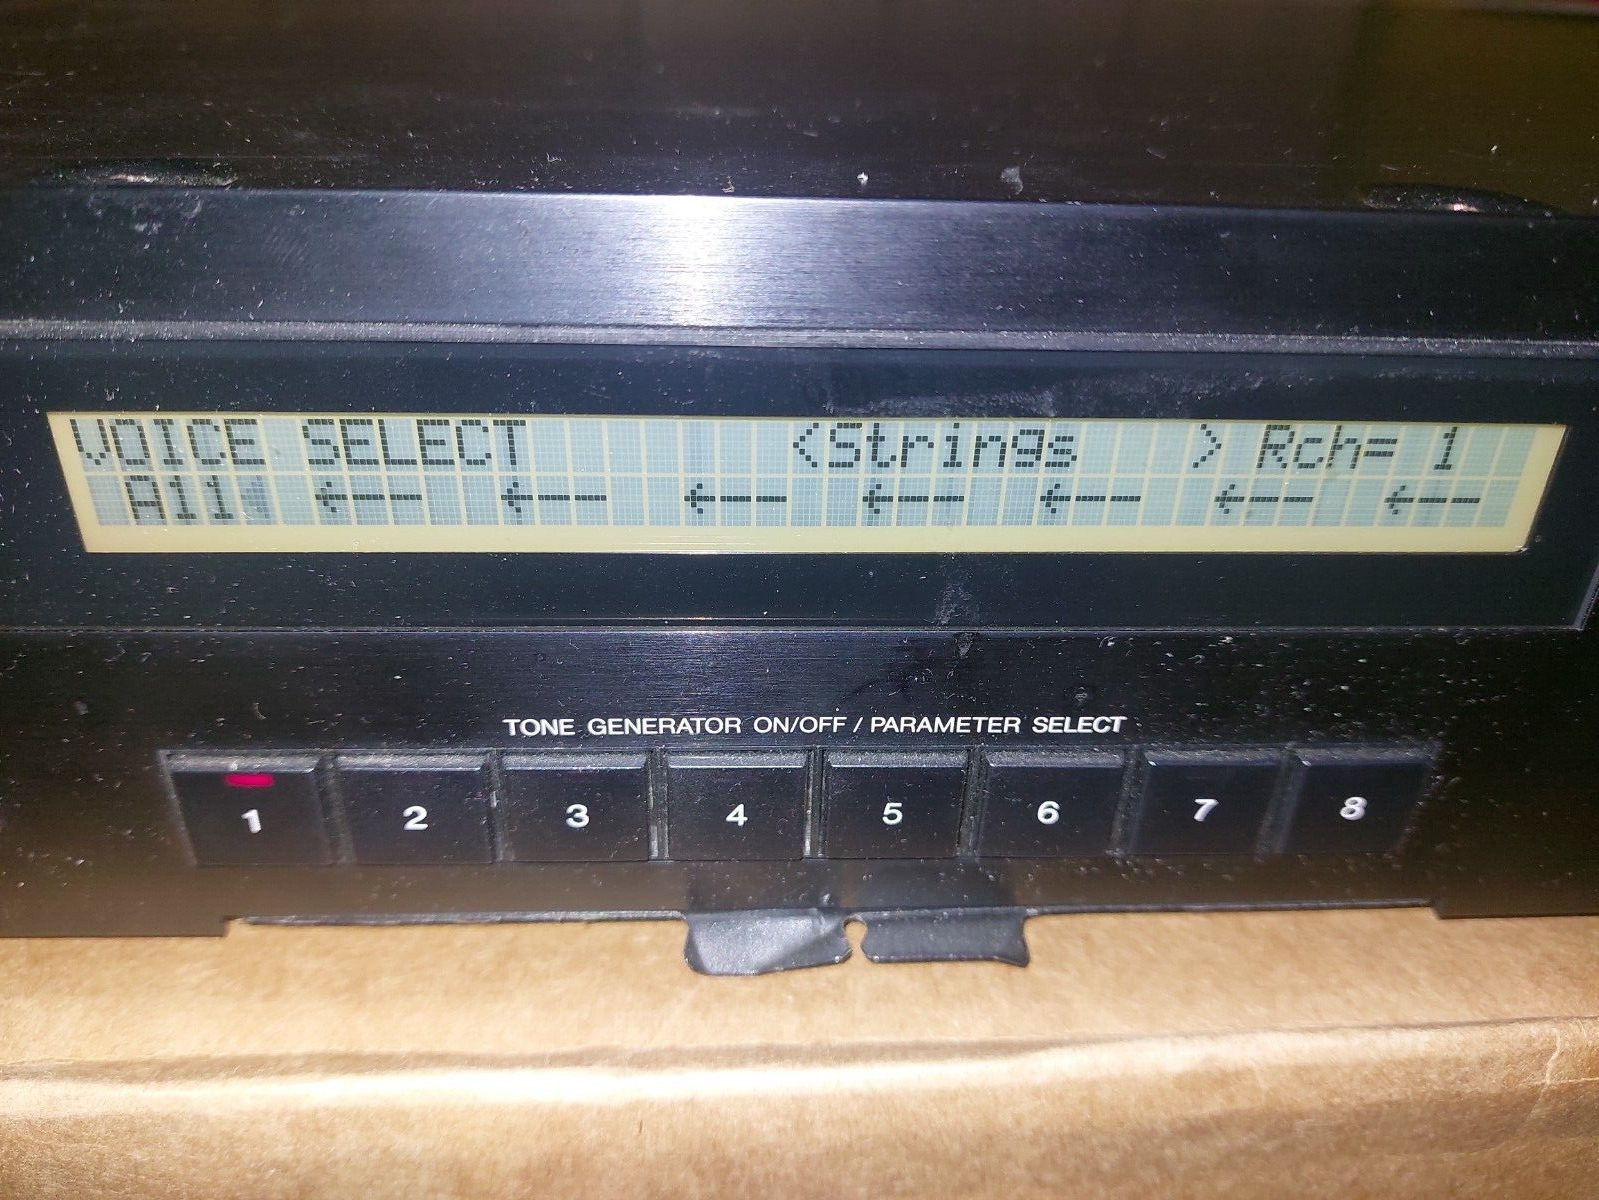 VOICE SELECT <Strings > Rch= 1
A11 ←-- ←-- ←-- ←-- ←-- ←-- ←--
TONE GENERATOR ON/OFF / PARAMETER SELECT
1 2 3 4 5 6 7 8